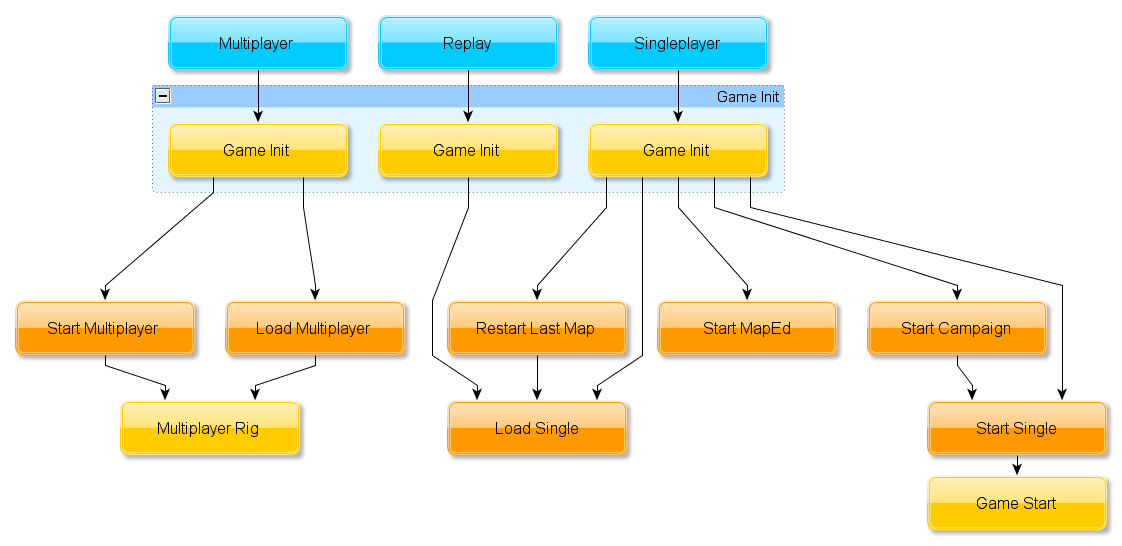 Multiplayer
Replay
Singleplayer
Game Init
Game Init
Game Init
Game Init
Start Multiplayer
Load Multiplayer
Restart Last Map
Start MapEd
Start Campaign
Multiplayer Rig
Load Single
Start Single
Game Start